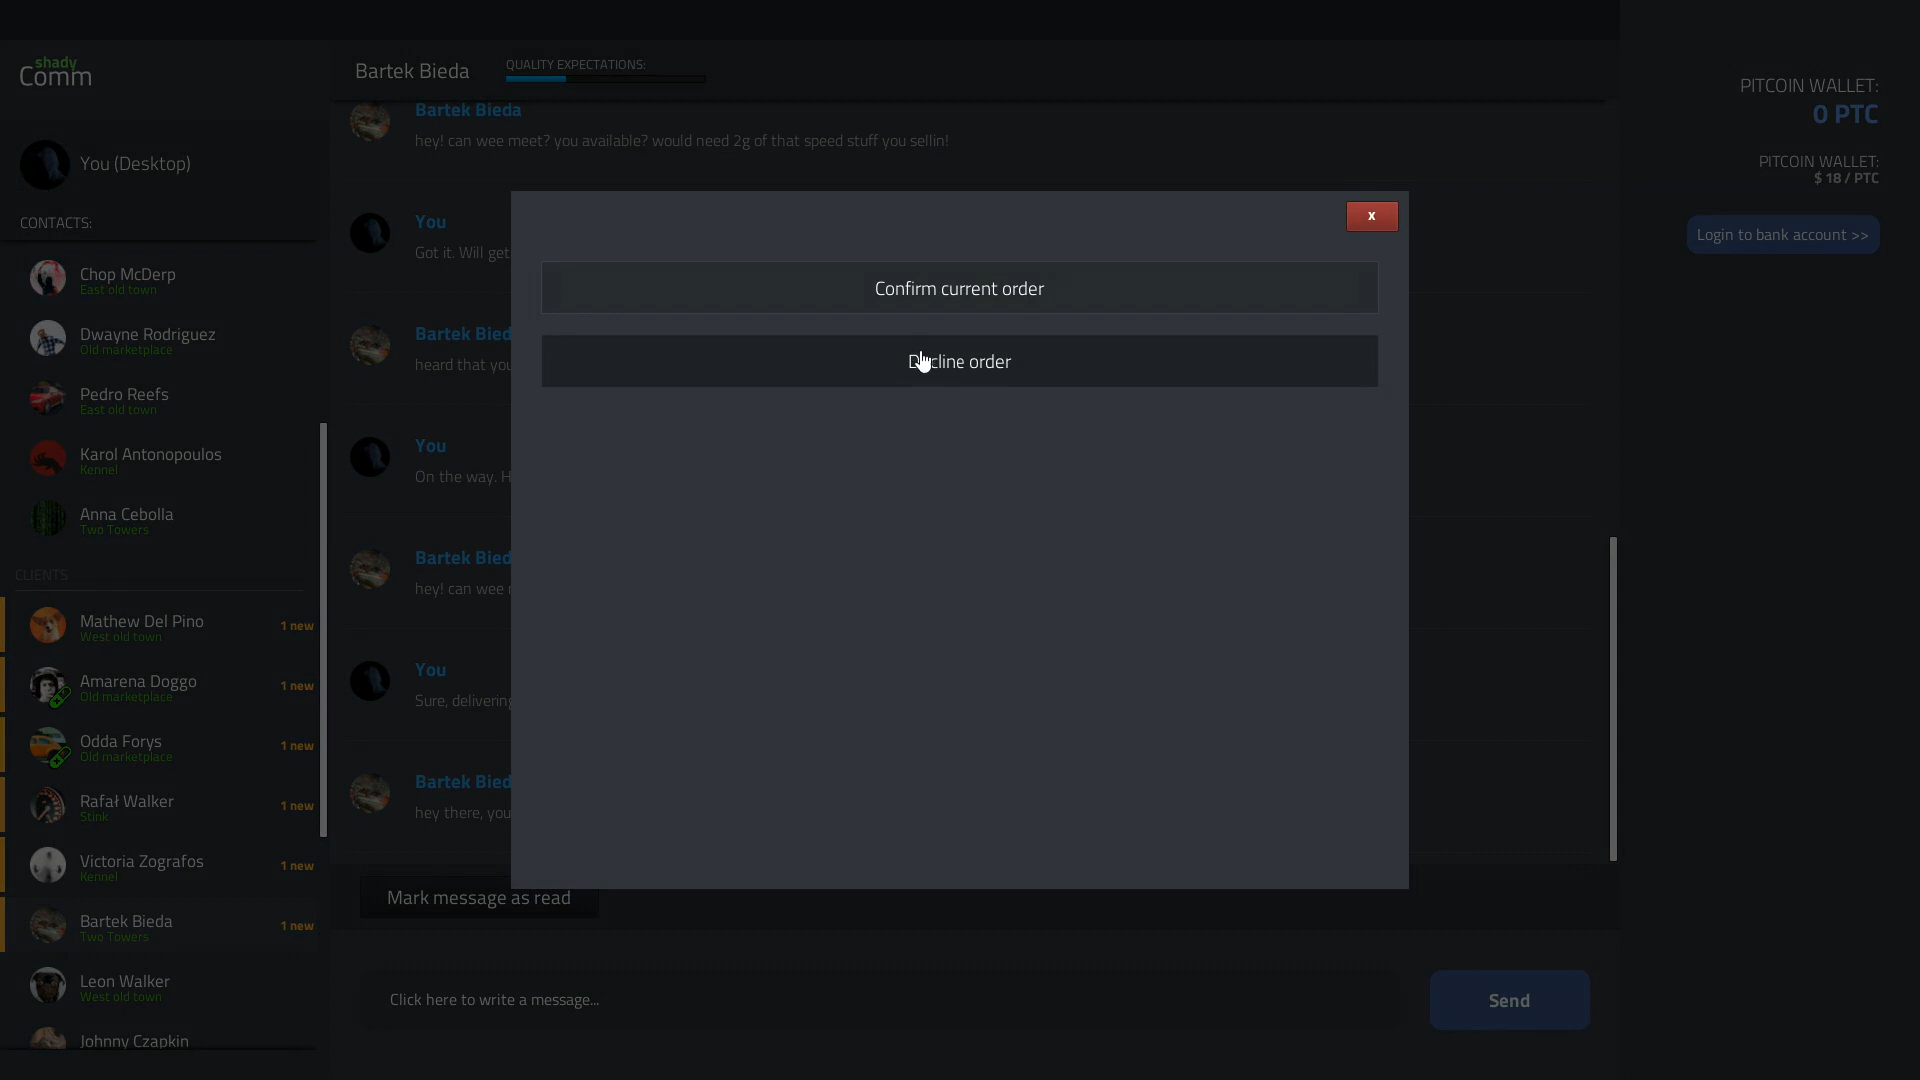 shady
Comm
You (Desktop)
CONTACTS:
Chop McDerp
East old town
Dwayne Rodriguez
Old marketplace
Pedro Reefs
East old town
Karol Antonopoulos
Kennel
Anna Cebolla
Two Towers
CLIENTS
Mathew Del Pino
West old town
1 new
Amarena Doggo
Old marketplace
1 new
Odda Forys
Old marketplace
1 new
Rafał Walker
Stink
1 new
Victoria Zografos
Kennel
1 new
Bartek Bieda
Two Towers
1 new
Leon Walker
West old town
Johnny Czapkin
Bartek Bieda
QUALITY EXPECTATIONS:
Bartek Bieda
hey! can wee meet? you available? would need 2g of that speed stuff you sellin!
You
Got it. Will get
Bartek Bied
heard that you
You
On the way. H
Bartek Bied
hey! can wee
You
Sure, delivering
Bartek Bied
hey there, you
x
Confirm current order
Decline order
Mark message as read
Click here to write a message...
Send
PITCOIN WALLET:
0 PTC
PITCOIN WALLET:
$ 18 / PTC
Login to bank account >>